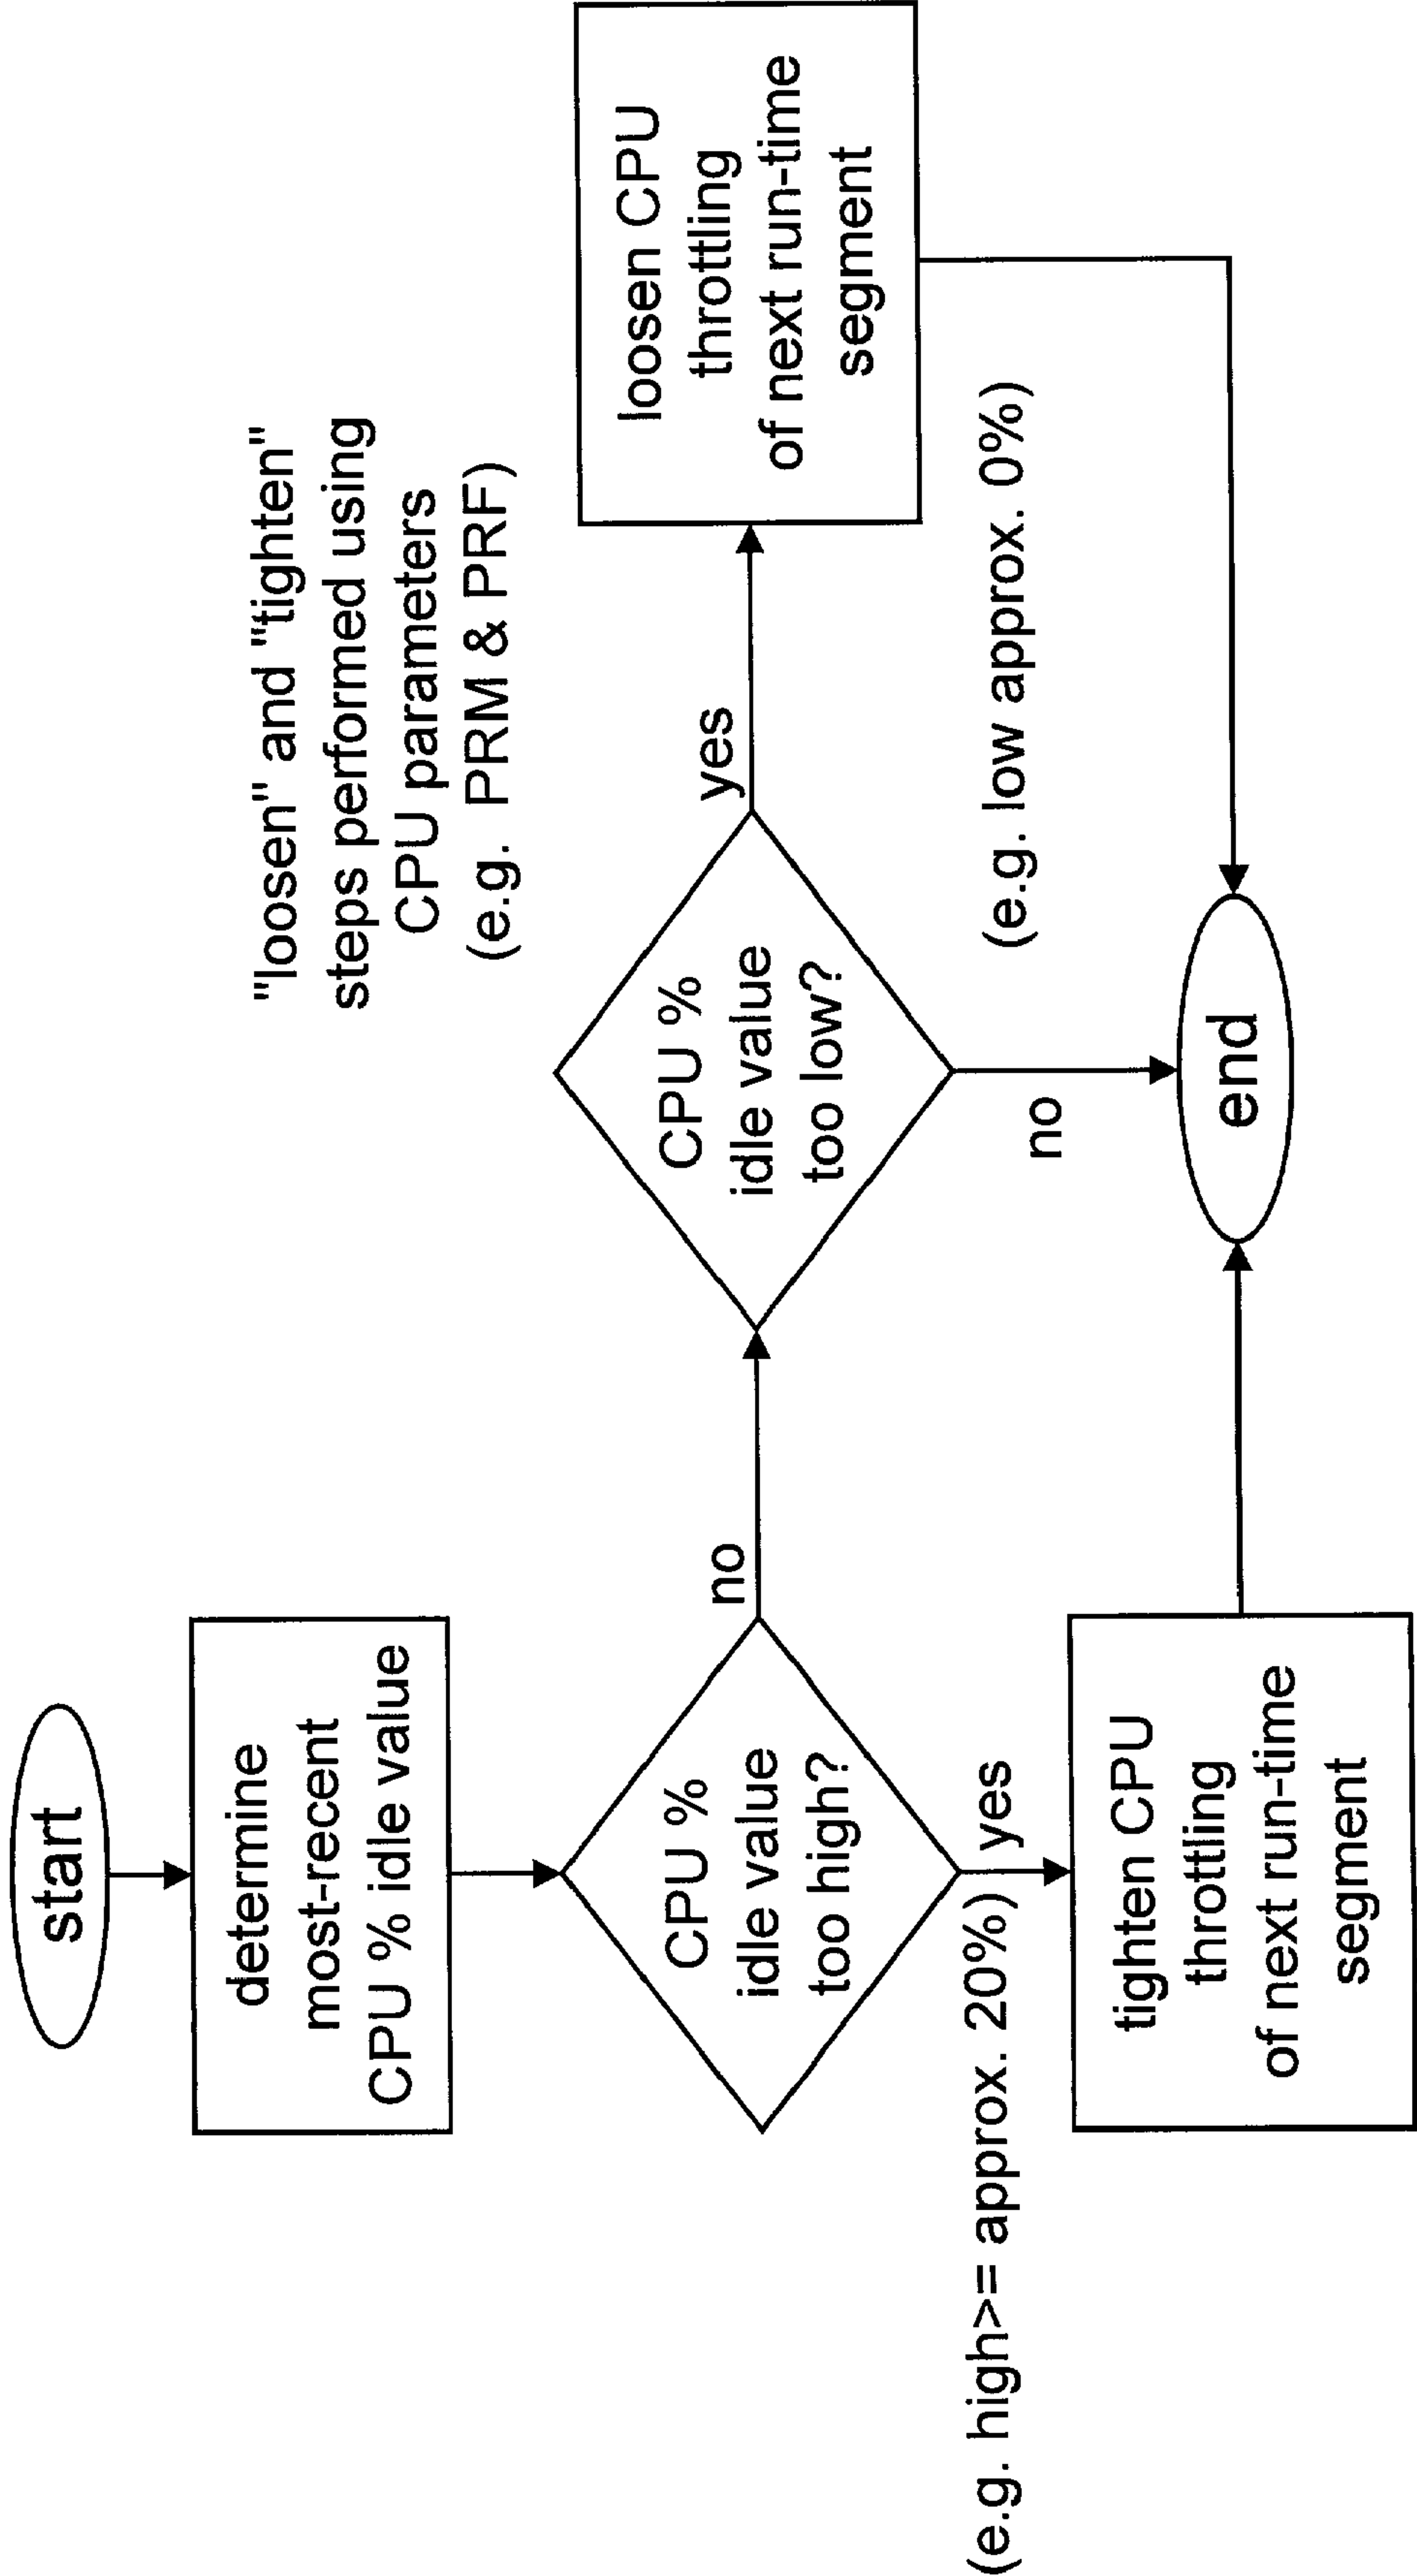 start
determine
most-recent
CPU % idle value
CPU %
idle value
too high?
no
(e.g. high>= approx. 20%) yes
tighten CPU
throttling
of next run-time
segment
"loosen" and "tighten"
steps performed using
CPU parameters
(e.g. PRM & PRF)
CPU %
idle value
too low?
yes
no
(e.g. low approx. 0%)
loosen CPU
throttling
of next run-time
segment
end